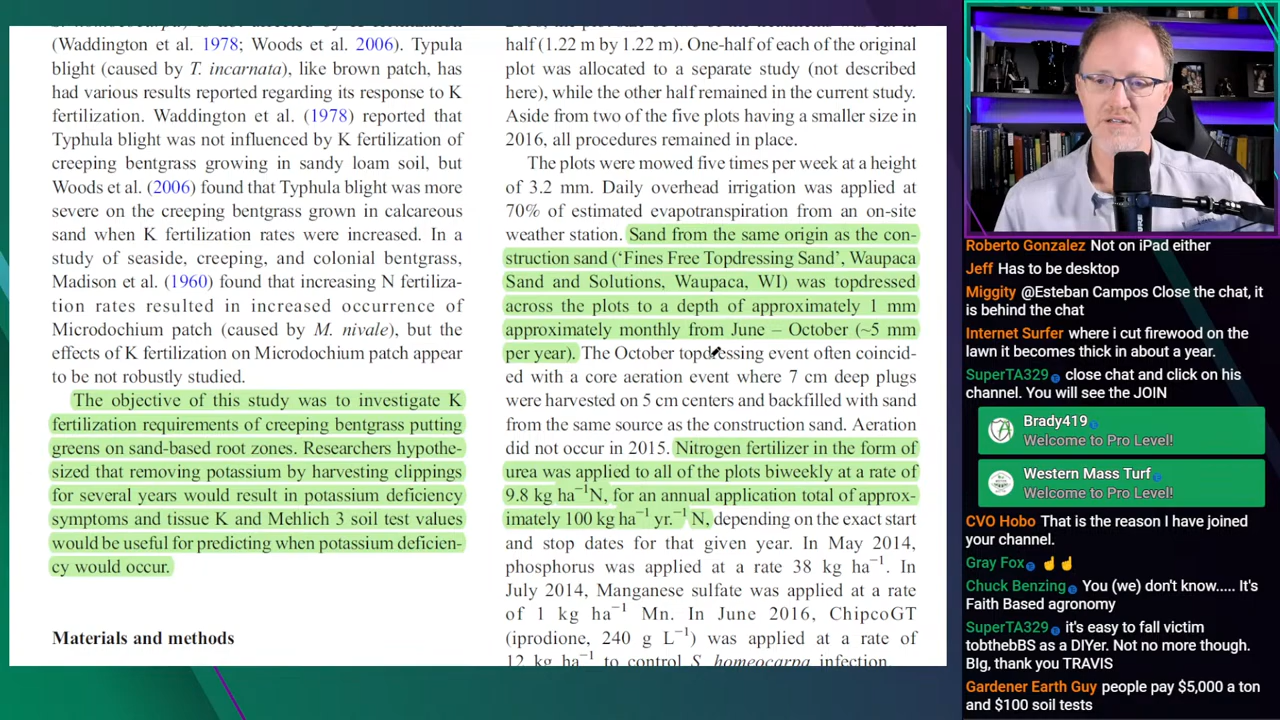 (Waddington et al. 1978; Woods et al. 2006). Typula
blight (caused by T. incarnata), like brown patch, has
had various results reported regarding its response to K
fertilization. Waddington et al. (1978) reported that
Typhula blight was not influenced by K fertilization of
creeping bentgrass growing in sandy loam soil, but
Woods et al. (2006) found that Typhula blight was more
severe on the creeping bentgrass grown in calcareous
sand when K fertilization rates were increased. In a
study of seaside, creeping, and colonial bentgrass,
Madison et al. (1960) found that increasing N fertiliza-
tion rates resulted in increased occurrence of
Microdochium patch (caused by M. nivale), but the
effects of K fertilization on Microdochium patch appear
to be not robustly studied.
The objective of this study was to investigate K
fertilization requirements of creeping bentgrass putting
greens on sand-based root zones. Researchers hypothe-
sized that removing potassium by harvesting clippings
for several years would result in potassium deficiency
symptoms and tissue K and Mehlich 3 soil test values
would be useful for predicting when potassium deficien-
cy would occur.
Materials and methods
half (1.22 m by 1.22 m). One-half of each of the original
plot was allocated to a separate study (not described
here), while the other half remained in the current study.
Aside from two of the five plots having a smaller size in
2016, all procedures remained in place.
The plots were mowed five times per week at a height
of 3.2 mm. Daily overhead irrigation was applied at
70% of estimated evapotranspiration from an on-site
weather station. Sand from the same origin as the con-
struction sand (‘Fines Free Topdressing Sand’, Waupaca
Sand and Solutions, Waupaca, WI) was topdressed
across the plots to a depth of approximately 1 mm
approximately monthly from June – October (~5 mm
per year). The October topdressing event often coincid-
ed with a core aeration event where 7 cm deep plugs
were harvested on 5 cm centers and backfilled with sand
from the same source as the construction sand. Aeration
did not occur in 2015. Nitrogen fertilizer in the form of
urea was applied to all of the plots biweekly at a rate of
9.8 kg ha⁻¹N, for an annual application total of approx-
imately 100 kg ha⁻¹ yr.⁻¹ N, depending on the exact start
and stop dates for that given year. In May 2014,
phosphorus was applied at a rate 38 kg ha⁻¹. In
July 2014, Manganese sulfate was applied at a rate
of 1 kg ha⁻¹ Mn. In June 2016, ChipcoGT
(iprodione, 240 g L⁻¹) was applied at a rate of
12 kg ha⁻¹ to control S. homeocarpa infection
Roberto Gonzalez Not on iPad either
Jeff Has to be desktop
Miggity @Esteban Campos Close the chat, it
is behind the chat
Internet Surfer where i cut firewood on the
lawn it becomes thick in about a year.
SuperTA329 close chat and click on his
channel. You will see the JOIN
Brady419
Welcome to Pro Level!
Western Mass Turf
Welcome to Pro Level!
CVO Hobo That is the reason I have joined
your channel.
Gray Fox ☝️☝️
Chuck Benzing You (we) don't know..... It's
Faith Based agronomy
SuperTA329 it's easy to fall victim
tobthebBS as a DIYer. Not no more though.
BIg, thank you TRAVIS
Gardener Earth Guy people pay $5,000 a ton
and $100 soil tests